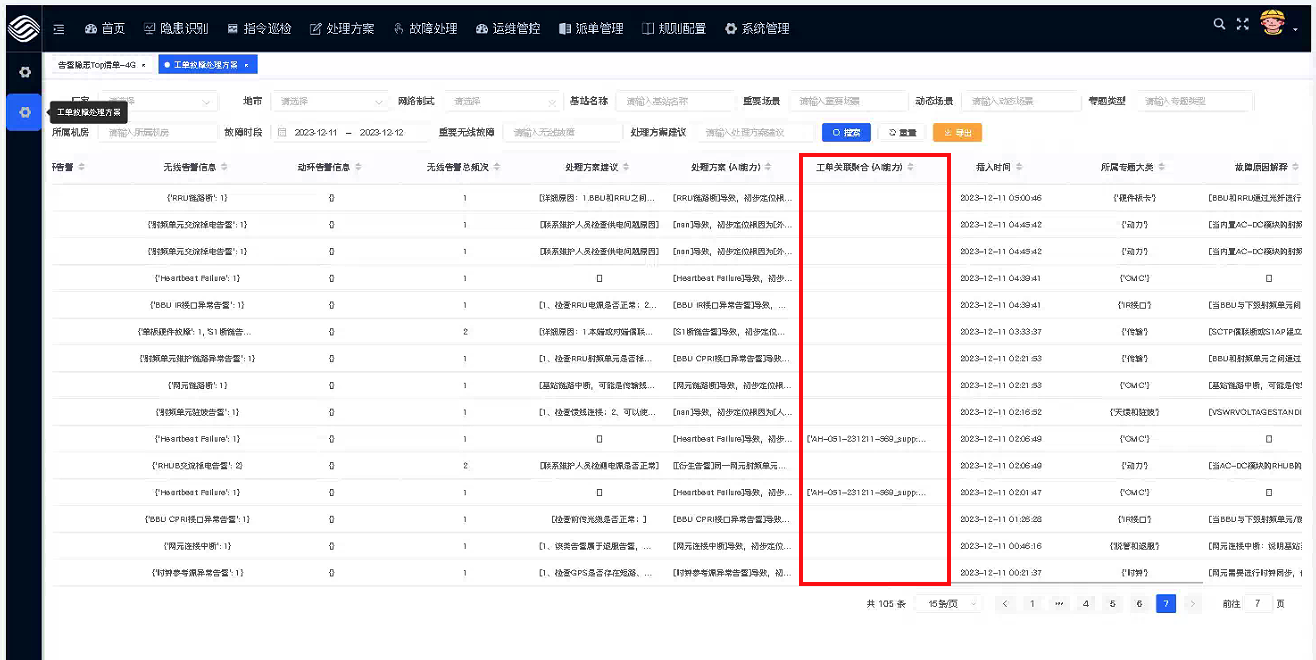 首页 隐患识别 指令巡检 处理方案 故障处理 运维管控 派单管理 规则配置 系统管理
告警隐患Top清单-4G × 工单故障处理方案 ×
工单故障处理方案
厂家 请选择 地市 请选择 网络制式 请选择 基站名称 请输入基站名称 重要场景 请输入重要场景 动态场景 请输入动态场景 专题类型 请输入专题类型
所属机房 请输入所属机房 故障时段 2023-12-11 - 2023-12-12 重要无线故障 请输入无线故障 处理方案建议 请输入处理方案建议 搜索 重置 导出
环告警 无线告警信息 动环告警信息 无线告警总频次 处理方案建议 处理方案 (AI能力) 工单关联聚合 (AI能力) 插入时间 所属专题大类 故障原因解释
{'RRU链路断': 1} {} 1 [详细原因：1.BBU和RRU之间... [RRU链路断]导致，初步定位根... 2023-12-11 05:00:46 {'硬件板卡'} [BBU和RRU通过光纤进行
{'射频单元交流掉电告警': 1} {} 1 [联系维护人员检查供电问题原因] [nan]导致，初步定位根因为[外... 2023-12-11 04:45:42 {'动力'} [当内置AC-DC模块的射频
{'射频单元交流掉电告警': 1} {} 1 [联系维护人员检查供电问题原因] [nan]导致，初步定位根因为[外... 2023-12-11 04:45:42 {'动力'} [当内置AC-DC模块的射频
{'Heartbeat Failure': 1} {} 1 [] [Heartbeat Failure]导致，初步... 2023-12-11 04:39:41 {'OMC'} []
{'BBU IR接口异常告警': 1} {} 1 [1、检查RRU电源是否正常；2... [BBU IR接口异常告警]导致，... 2023-12-11 04:39:41 {'IR接口'} [当BBU与下级射频单元间
{'单板硬件故障': 1, 'S1断链告... {} 2 [详细原因：1.本端或对端偶联... [S1断链告警]导致，初步定位... 2023-12-11 03:33:37 {'传输'} [SCTP偶联断或S1AP建立
{'射频单元维护链路异常告警': 1} {} 1 [1、检查RRU射频单元是否掉... [BBU CPRI接口异常告警]导致... 2023-12-11 02:21:53 {'传输'} [BBU和射频单元之间通过
{'网元链路断': 1} {} 1 [基站链路中断，可能是传输线... [网元链路断]导致，初步定位根... 2023-12-11 02:21:53 {'OMC'} [基站链路中断，可能是传
{'射频单元驻波告警': 1} {} 1 [1、检查馈线连接；2、可以使... [nan]导致，初步定位根因为[人... 2023-12-11 02:16:52 {'天馈和驻波'} [VSWRVOLTAGESTANDI
{'Heartbeat Failure': 1} {} 1 [] [Heartbeat Failure]导致，初步... ['AH-051-231211-569_supp:... 2023-12-11 02:06:49 {'OMC'} []
{'RHUB交流掉电告警': 2} {} 2 [联系维护人员检测电源是否正常] [[衍生告警]同一网元射频单元... 2023-12-11 02:06:49 {'动力'} [当AC-DC模块的RHUB的
{'Heartbeat Failure': 1} {} 1 [] [Heartbeat Failure]导致，初步... ['AH-051-231211-569_supp:... 2023-12-11 02:01:47 {'OMC'} []
{'BBU CPRI接口异常告警': 1} {} 1 [检查前传光缆是否正常；] [BBU CPRI接口异常告警]导致... 2023-12-11 01:26:28 {'IR接口'} [当BBU与下级射频单元/级
{'网元连接中断': 1} {} 1 [1、该类告警属于退服告警，... [网元连接中断]导致，初步定位... 2023-12-11 00:46:16 {'脱管和退服'} [网元连接中断：说明基站
{'时钟参考源异常告警': 1} {} 1 [1、检查GPS是否存在短路、... [时钟参考源异常告警]导致，初... 2023-12-11 00:21:37 {'时钟'} [网元需要进行时钟同步，
共 105 条 15条/页 < 1 ••• 4 5 6 7 > 前往 7 页